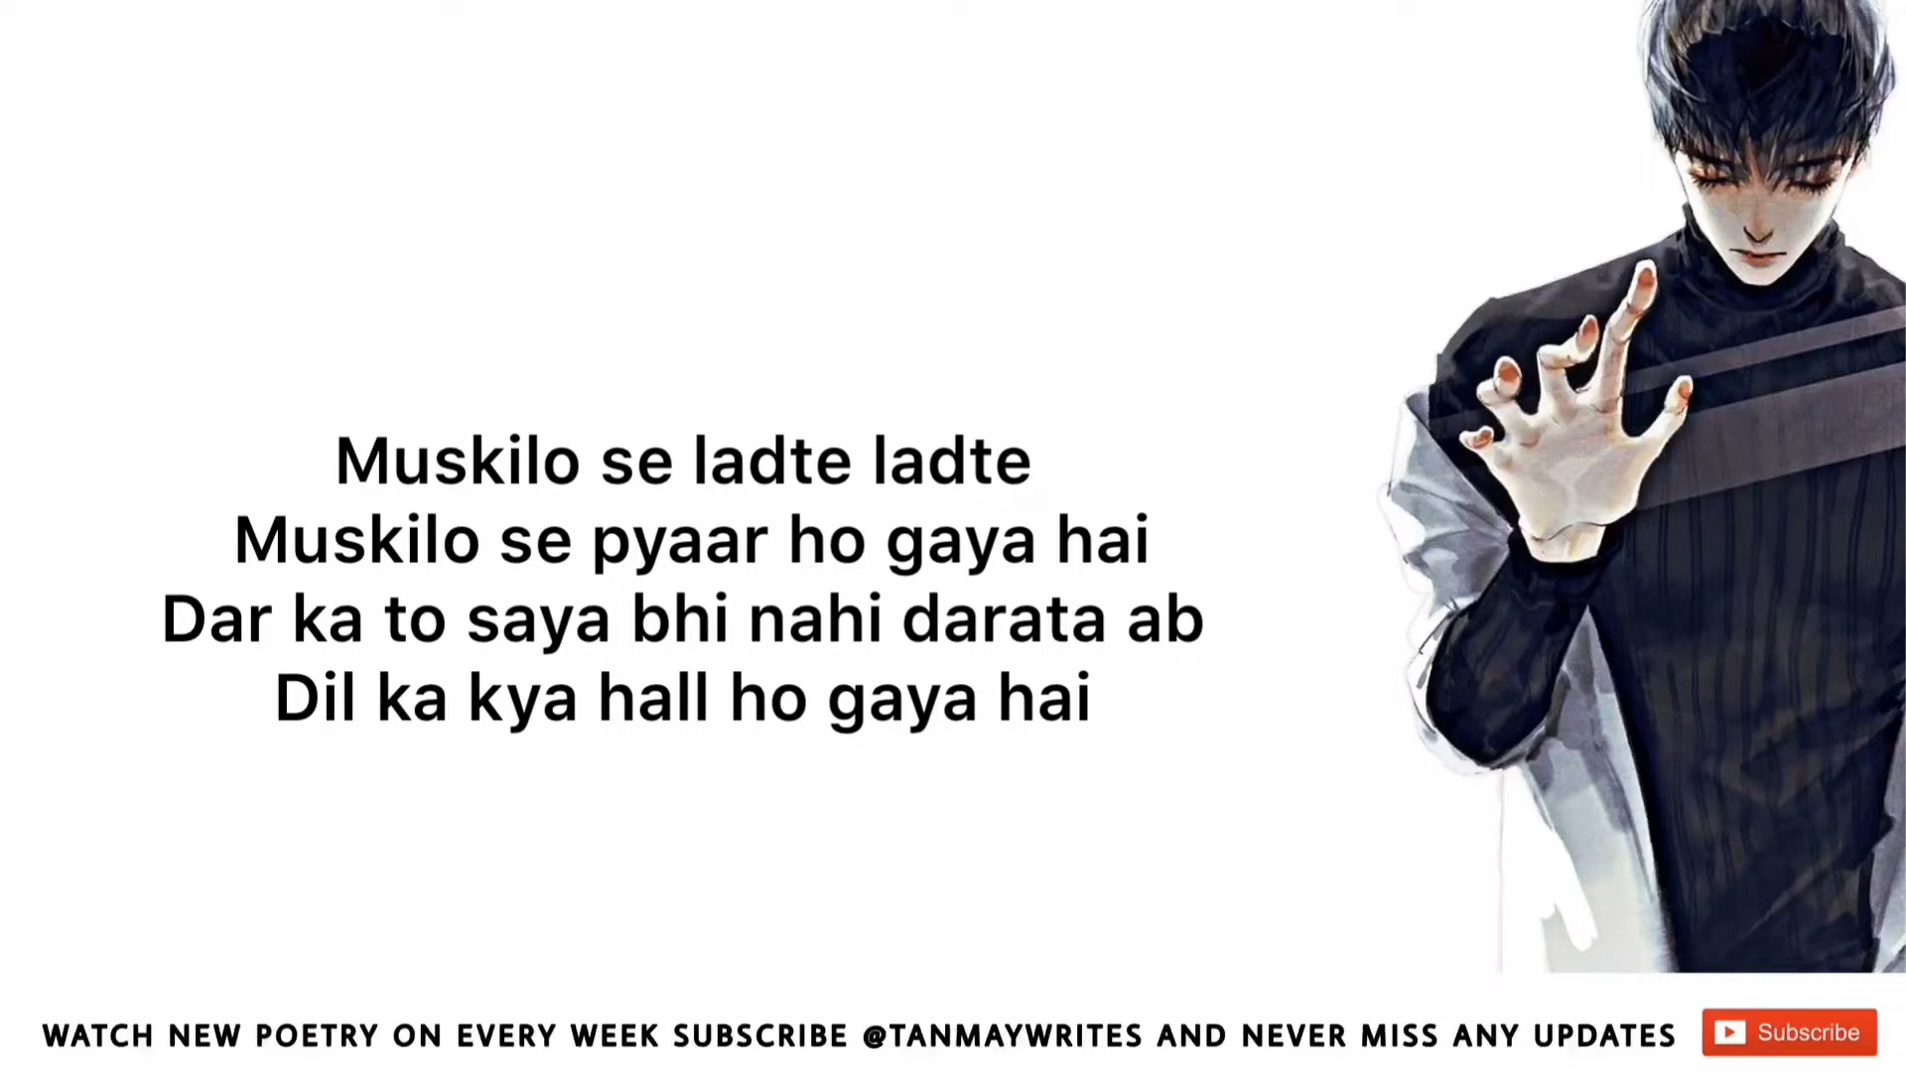 Muskilo se ladte ladte
Muskilo se pyaar ho gaya hai
Dar ka to saya bhi nahi darata ab
Dil ka kya hall ho gaya hai
WATCH NEW POETRY ON EVERY WEEK SUBSCRIBE @TANMAYWRITES AND NEVER MISS ANY UPDATES
Subscribe